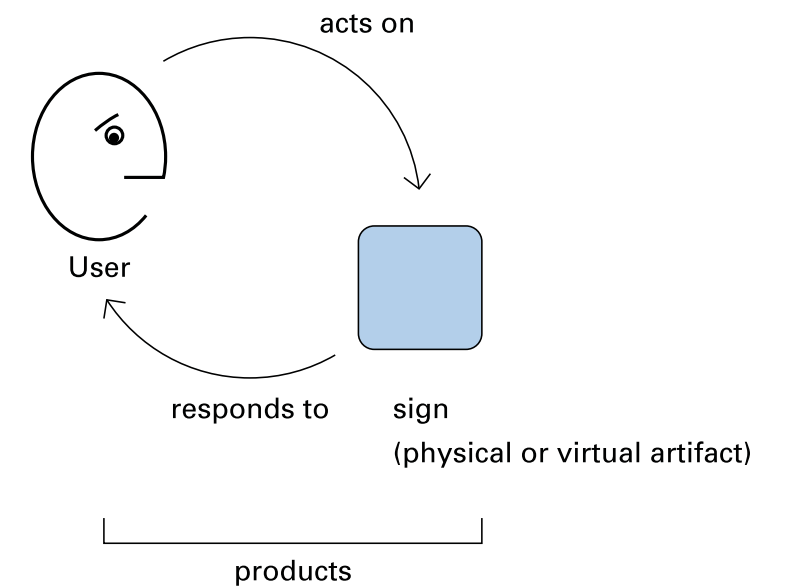 acts on
User
responds to
sign
(physical or virtual artifact)
products